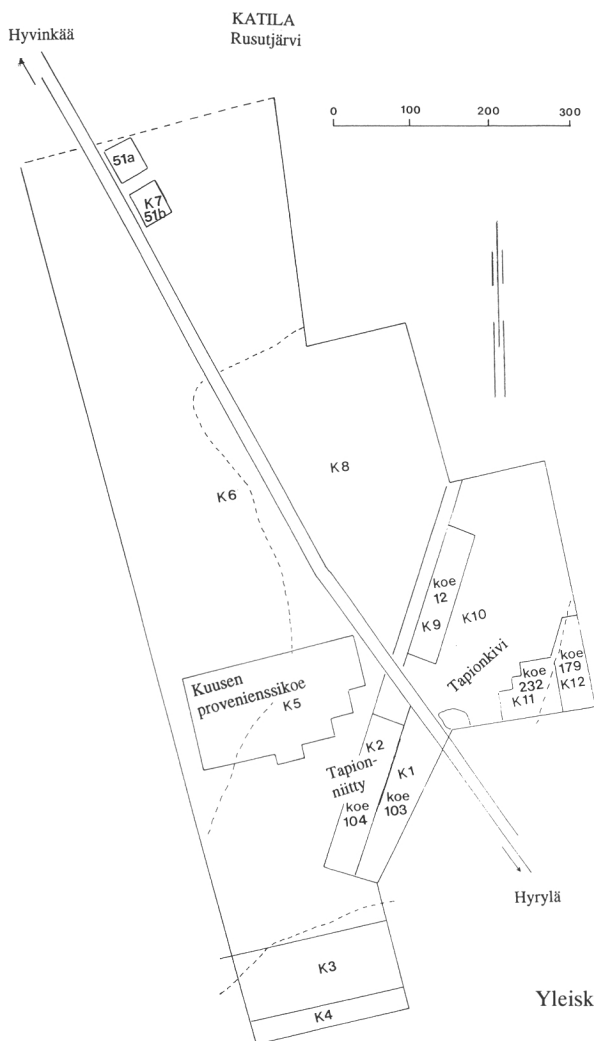 KATILA
Rusutjärvi
Hyvinkää
0 100 200 300
51a
K7
51b
K8
K6
koe
12
K9
K10
Tapionkivi
koe
179
K12
koe
232
K11
Kuusen
provenienssikoe
K5
K2
Tapion-
niitty
koe
104
K1
koe
103
Hyrylä
K3
K4
Yleisk